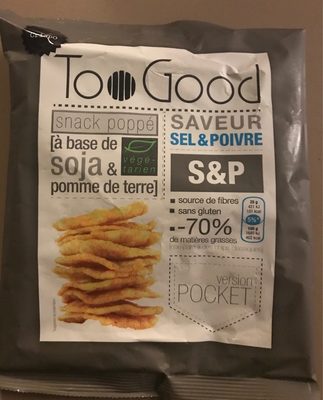 Too Good
snack poppé
[à base de
soja &
pomme de terre]
végé-
tarien
SAVEUR
SEL & POIVRE
S&P
source de fibres
sans gluten
-70%
de matières grasses
version
POCKET